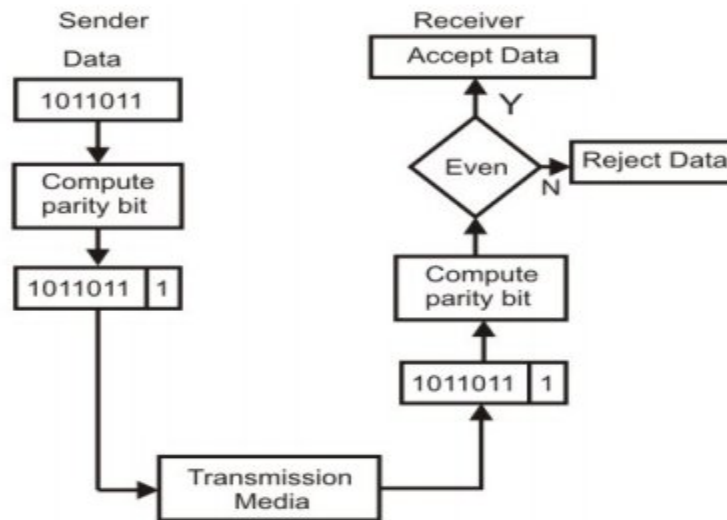 Sender
Data
1011011
Compute
parity bit
1011011 1
Transmission
Media
Receiver
Accept Data
Y
Even
N
Reject Data
Compute
parity bit
1011011 1